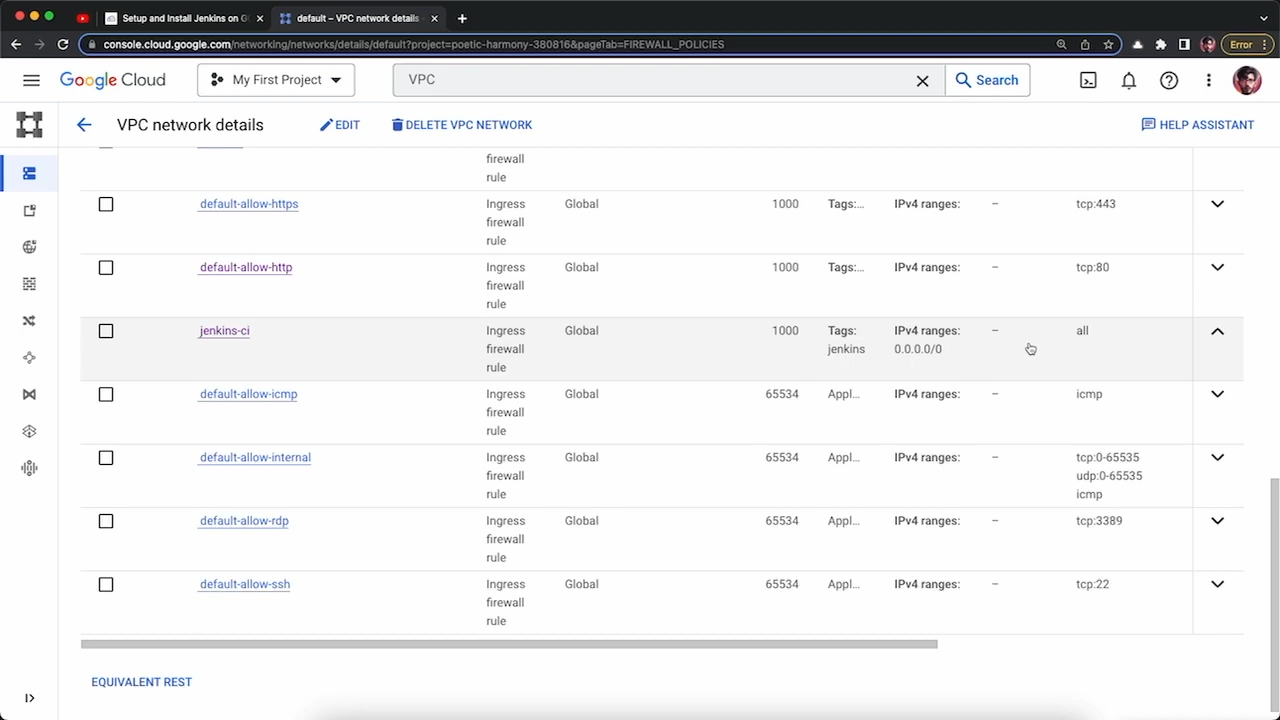 Setup and Install Jenkins on G
default – VPC network details
console.cloud.google.com/networking/networks/details/default?project=poetic-harmony-380816&pageTab=FIREWALL_POLICIES
Error
Google Cloud
My First Project
VPC
Search
VPC network details
EDIT
DELETE VPC NETWORK
HELP ASSISTANT
firewall
rule
default-allow-https
Ingress
firewall
rule
Global
1000
Tags:...
IPv4 ranges:
–
tcp:443
default-allow-http
Ingress
firewall
rule
Global
1000
Tags:...
IPv4 ranges:
–
tcp:80
jenkins-ci
Ingress
firewall
rule
Global
1000
Tags:
jenkins
IPv4 ranges:
0.0.0.0/0
–
all
default-allow-icmp
Ingress
firewall
rule
Global
65534
Appl...
IPv4 ranges:
–
icmp
default-allow-internal
Ingress
firewall
rule
Global
65534
Appl...
IPv4 ranges:
–
tcp:0-65535
udp:0-65535
icmp
default-allow-rdp
Ingress
firewall
rule
Global
65534
Appl...
IPv4 ranges:
–
tcp:3389
default-allow-ssh
Ingress
firewall
rule
Global
65534
Appl...
IPv4 ranges:
–
tcp:22
EQUIVALENT REST